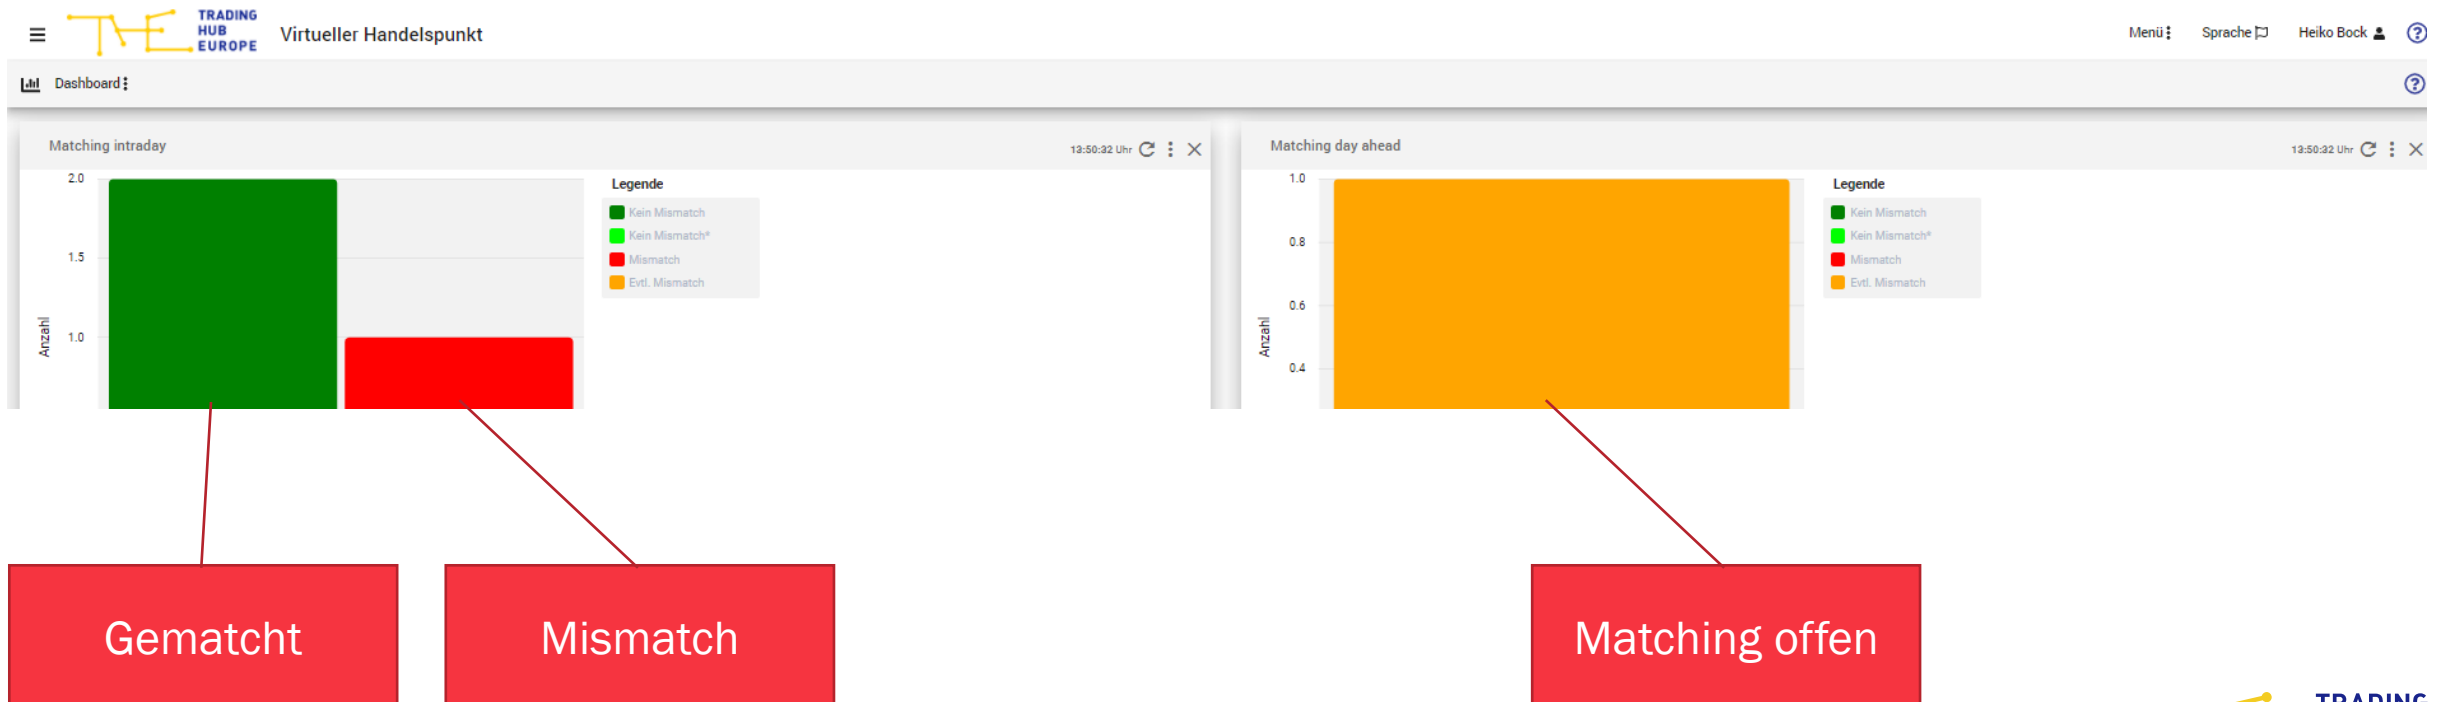 TRADING
HUB
EUROPE
Virtueller Handelspunkt
Menü
Sprache
Heiko Bock
?
Dashboard
?
Matching intraday
13:50:32 Uhr
2.0
1.5
1.0
Anzahl
Legende
Kein Mismatch
Kein Mismatch*
Mismatch
Evtl. Mismatch
Matching day ahead
13:50:32 Uhr
1.0
0.8
0.6
0.4
Anzahl
Legende
Kein Mismatch
Kein Mismatch*
Mismatch
Evtl. Mismatch
Gematcht
Mismatch
Matching offen
TRADING